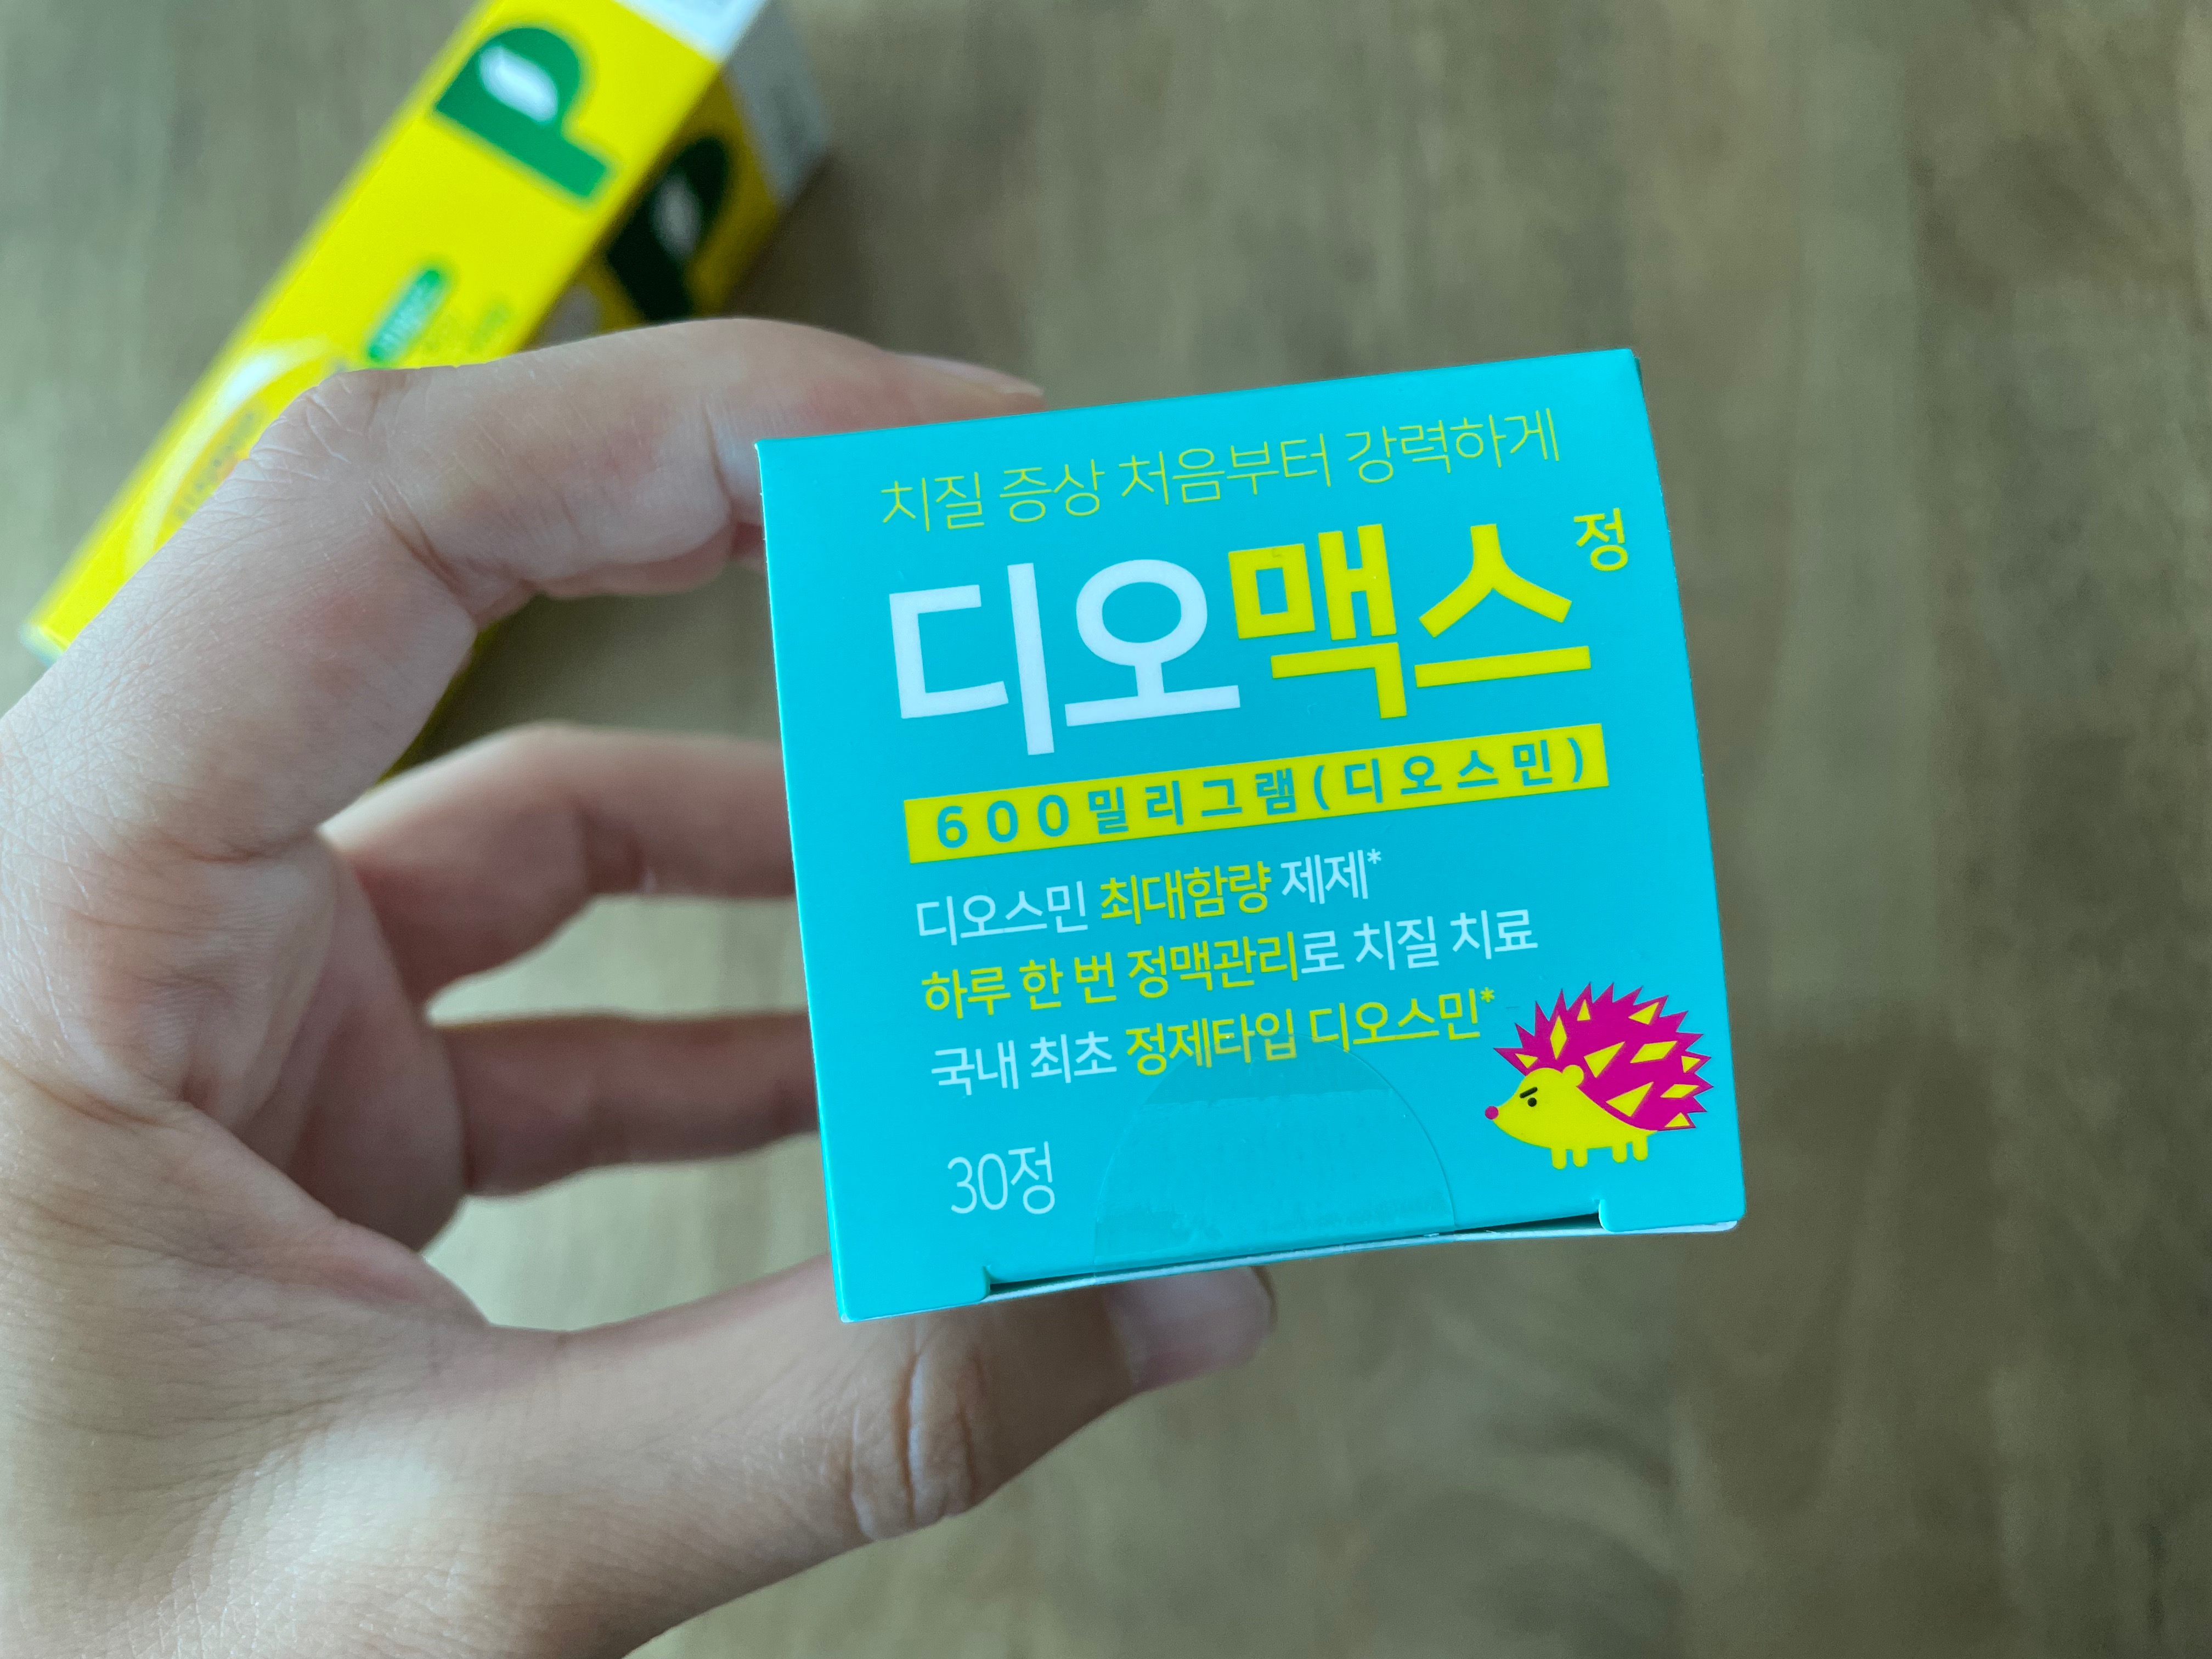 치질 증상 처음부터 강력하게
디오맥스 정
600밀리그램(디오스민)
디오스민 최대함량 제제*
하루 한 번 정맥관리로 치질 치료
국내 최초 정제타입 디오스민*
30정
P
P